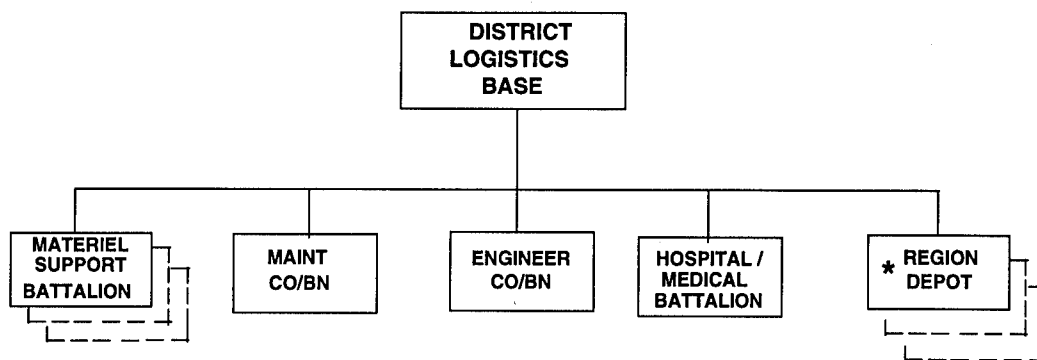 DISTRICT
LOGISTICS
BASE
MATERIEL
SUPPORT
BATTALION
MAINT
CO/BN
ENGINEER
CO/BN
HOSPITAL /
MEDICAL
BATTALION
* REGION
DEPOT